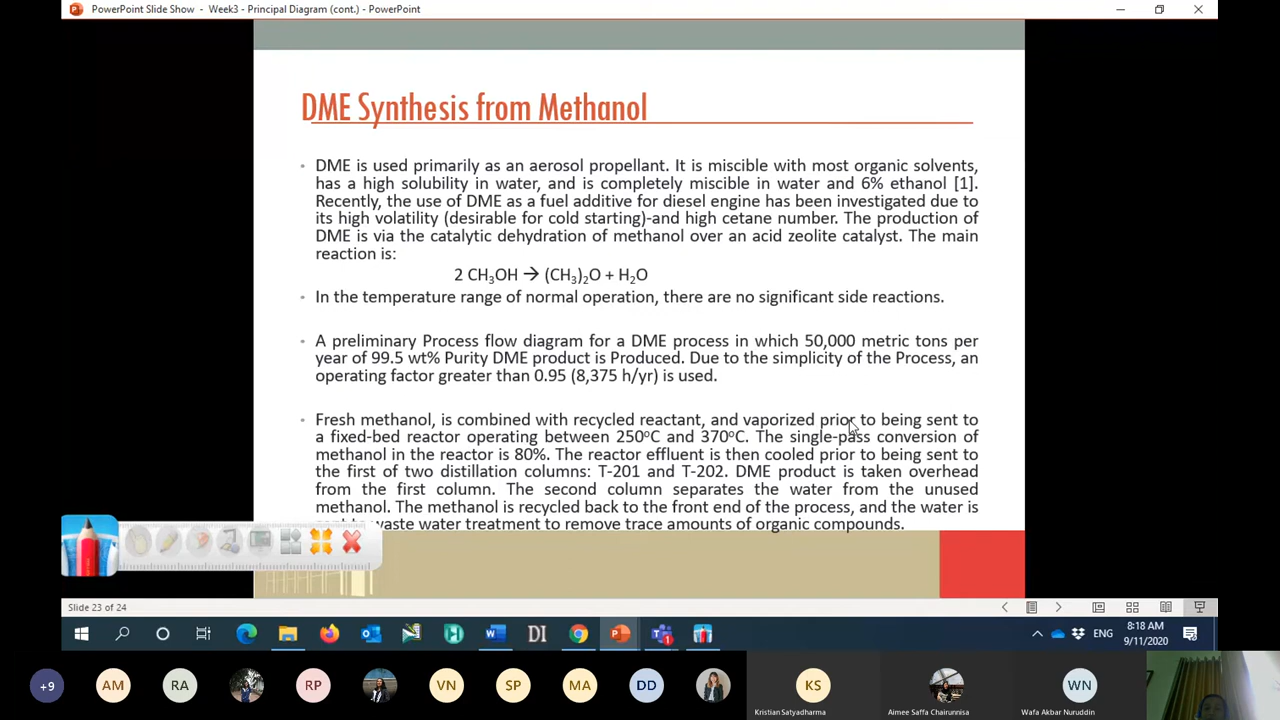 PowerPoint Slide Show - Week3 - Principal Diagram (cont.) - PowerPoint
DME Synthesis from Methanol
• DME is used primarily as an aerosol propellant. It is miscible with most organic solvents,
has a high solubility in water, and is completely miscible in water and 6% ethanol [1].
Recently, the use of DME as a fuel additive for diesel engine has been investigated due to
its high volatility (desirable for cold starting)-and high cetane number. The production of
DME is via the catalytic dehydration of methanol over an acid zeolite catalyst. The main
reaction is:
2 CH₃OH → (CH₃)₂O + H₂O
• In the temperature range of normal operation, there are no significant side reactions.
• A preliminary Process flow diagram for a DME process in which 50,000 metric tons per
year of 99.5 wt% Purity DME product is Produced. Due to the simplicity of the Process, an
operating factor greater than 0.95 (8,375 h/yr) is used.
• Fresh methanol, is combined with recycled reactant, and vaporized prior to being sent to
a fixed-bed reactor operating between 250°C and 370°C. The single-pass conversion of
methanol in the reactor is 80%. The reactor effluent is then cooled prior to being sent to
the first of two distillation columns: T-201 and T-202. DME product is taken overhead
from the first column. The second column separates the water from the unused
methanol. The methanol is recycled back to the front end of the process, and the water is
waste water treatment to remove trace amounts of organic compounds.
Slide 23 of 24
DI
1
ENG
8:18 AM
9/11/2020
+9
AM
RA
RP
VN
SP
MA
DD
KS
WN
Kristian Satyadharma
Aimee Saffa Chairunnisa
Wafa Akbar Nuruddin